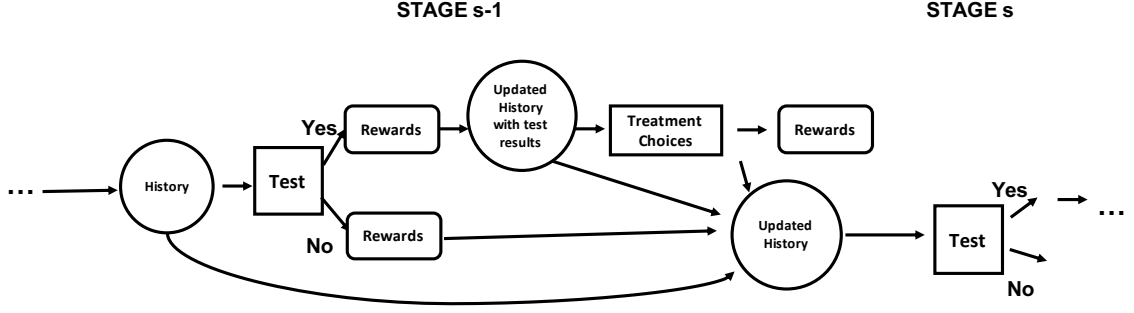 STAGE s-1
STAGE s
Updated
History
with test
results
Yes
Rewards
Treatment
Choices
Rewards
...
History
Test
No
Rewards
Updated
History
Yes
Test
No
...